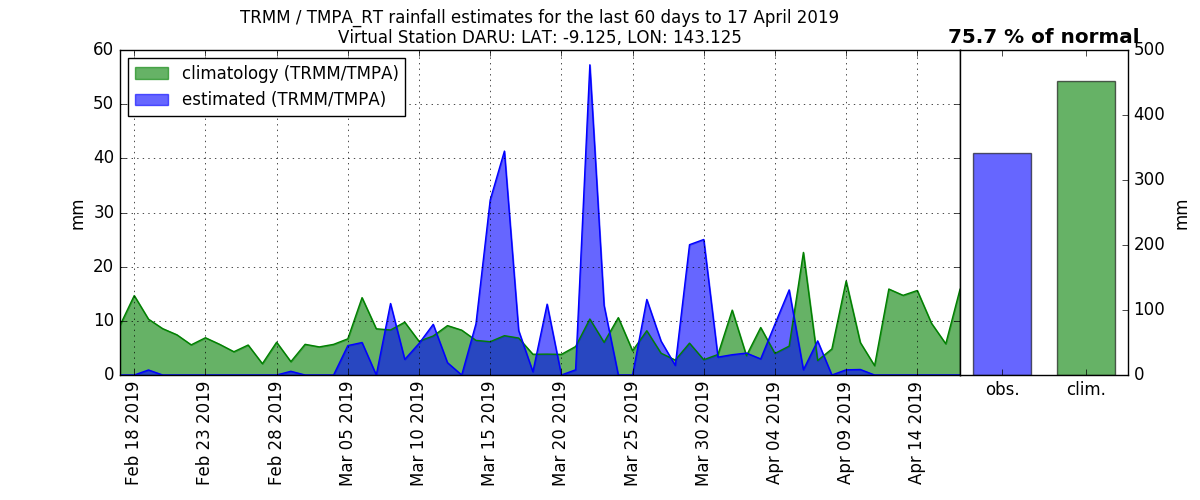 TRMM / TMPA_RT rainfall estimates for the last 60 days to 17 April 2019
Virtual Station DARU: LAT: -9.125, LON: 143.125
75.7 % of normal
climatology (TRMM/TMPA)
estimated (TRMM/TMPA)
mm
60
50
40
30
20
10
0
Feb 18 2019
Feb 23 2019
Mar 05 2019
Mar 10 2019
Mar 15 2019
Mar 20 2019
Mar 25 2019
Mar 30 2019
Apr 04 2019
Apr 09 2019
Apr 14 2019
500
400
300
200
100
0
mm
obs.
clim.